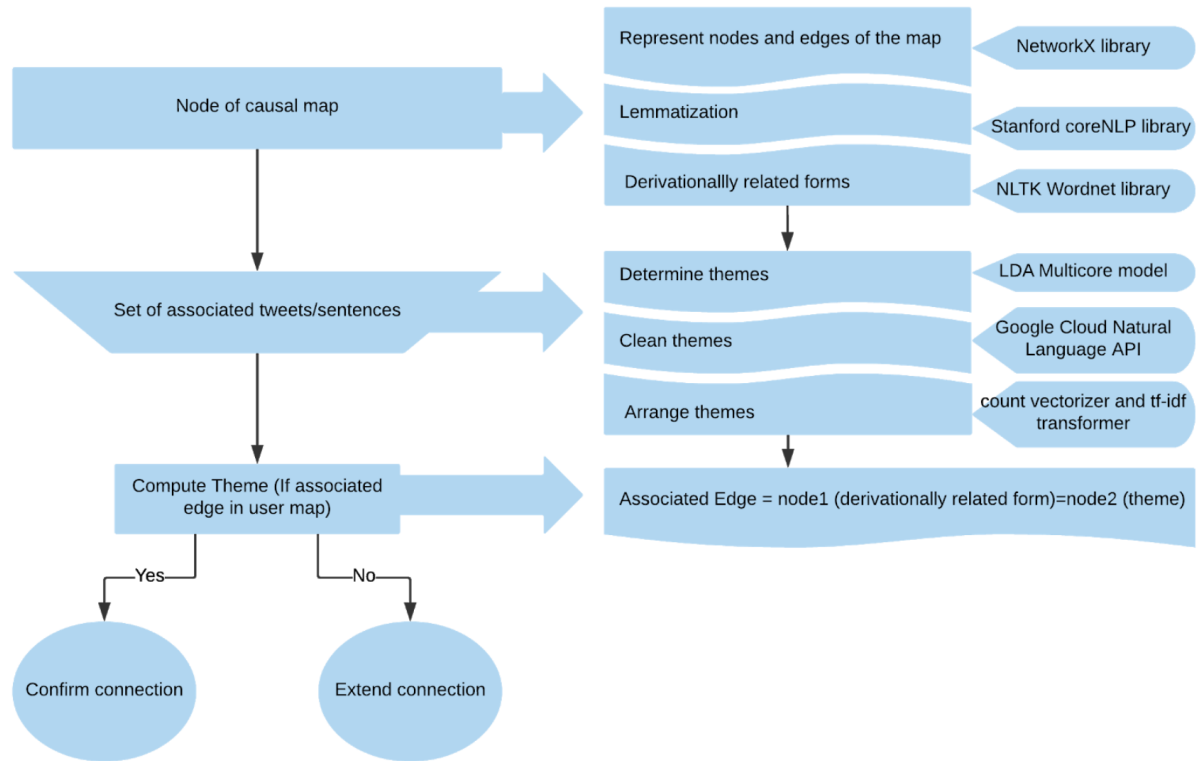 Represent nodes and edges of the map
NetworkX library
Node of causal map
Lemmatization
Stanford coreNLP library
Derivationallly related forms
NLTK Wordnet library
Determine themes
LDA Multicore model
Set of associated tweets/sentences
Clean themes
Google Cloud Natural
Language API
Arrange themes
count vectorizer and tf-idf
transformer
Compute Theme (If associated
edge in user map)
Associated Edge = node1 (derivationally related form)=node2 (theme)
Yes
No
Confirm connection
Extend connection